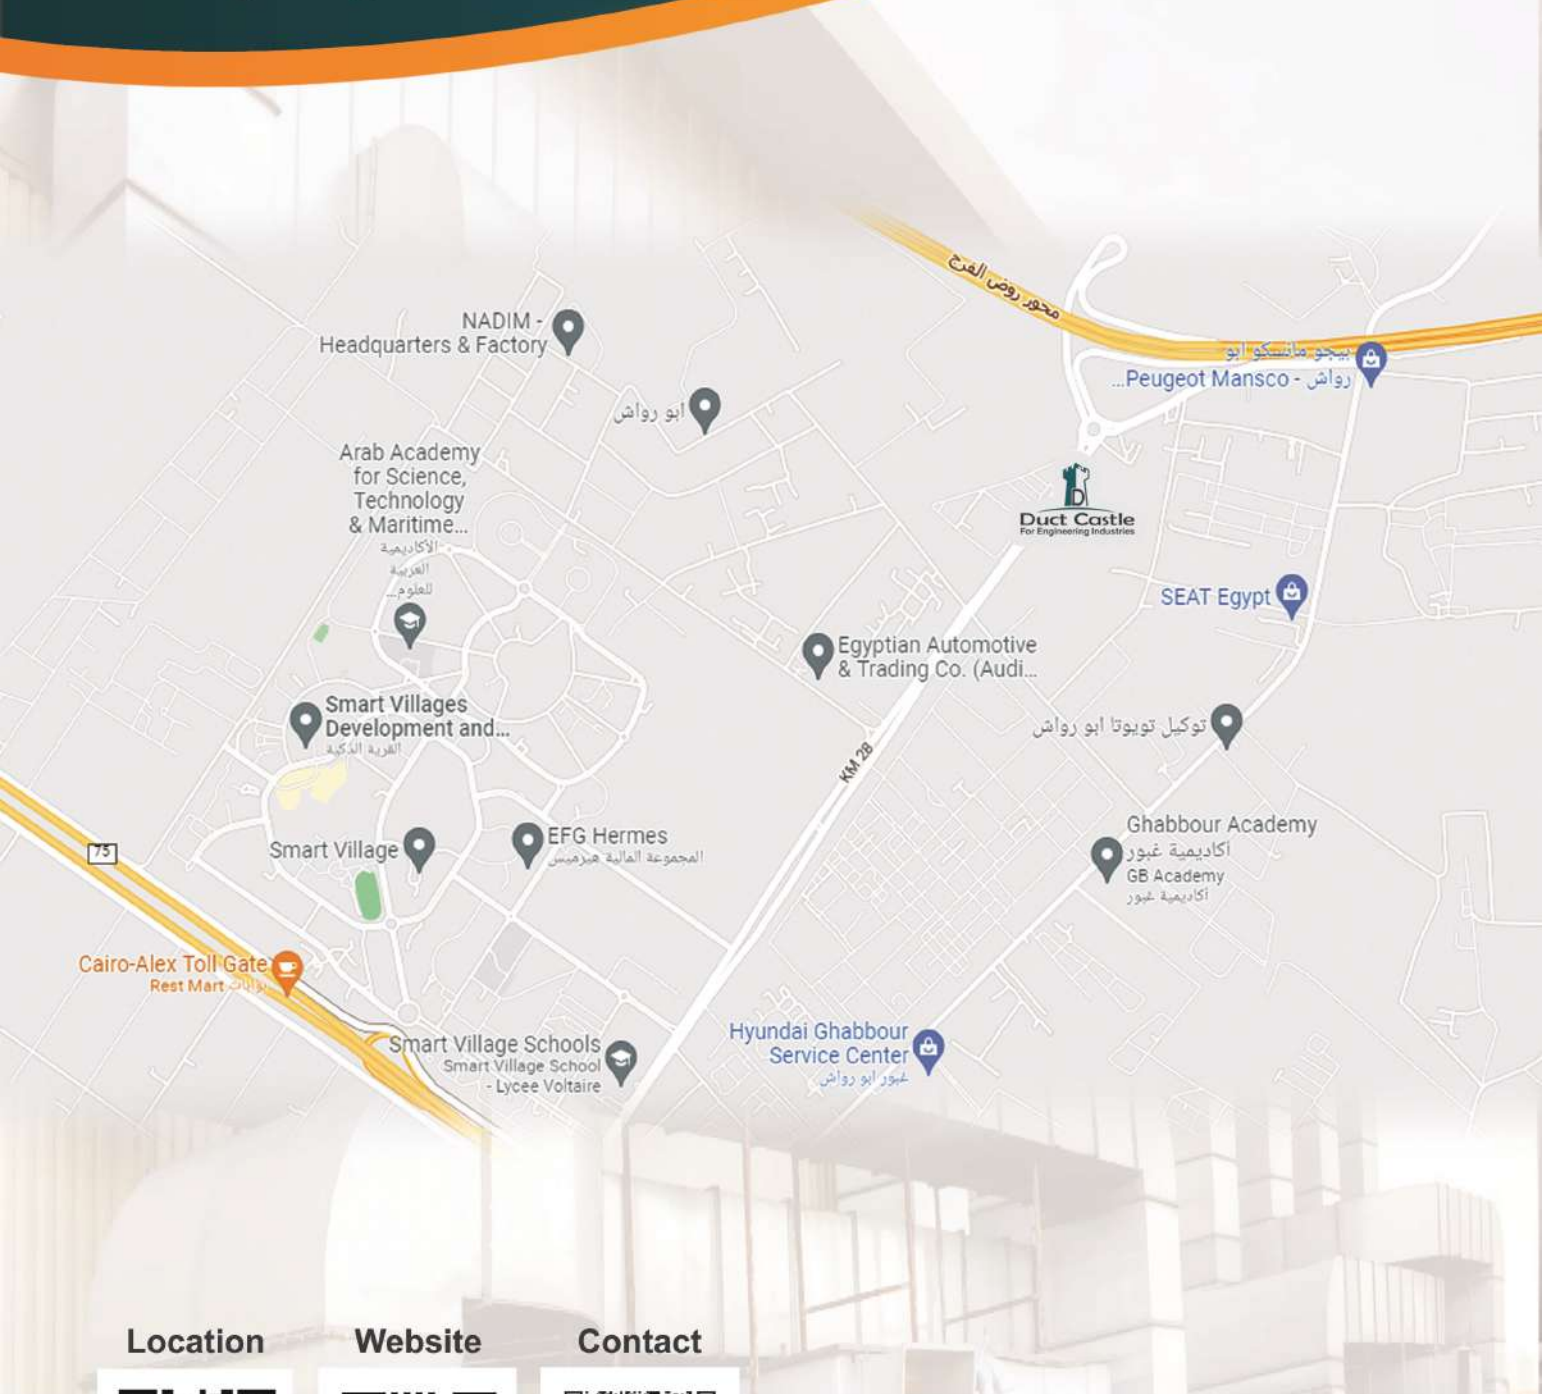 محور روض الفرج
NADIM -
Headquarters & Factory
بيجو مانسكو ابو
رواش - Peugeot Mansco...
ابو رواش
Arab Academy
for Science,
Technology
& Maritime...
الأكاديمية
العربية
للعلوم...
D
Duct Castle
For Engineering Industries
SEAT Egypt
Egyptian Automotive
& Trading Co. (Audi...
Smart Villages
Development and...
القرية الذكية
توكيل تويوتا ابو رواش
KM 28
75
Smart Village
EFG Hermes
المجموعة المالية هيرميس
Ghabbour Academy
أكاديمية غبور
GB Academy
أكاديمية غبور
Cairo-Alex Toll Gate
Rest Mart بوابات
Smart Village Schools
Smart Village School
- Lycee Voltaire
Hyundai Ghabbour
Service Center
غبور ابو رواش
Location
Website
Contact